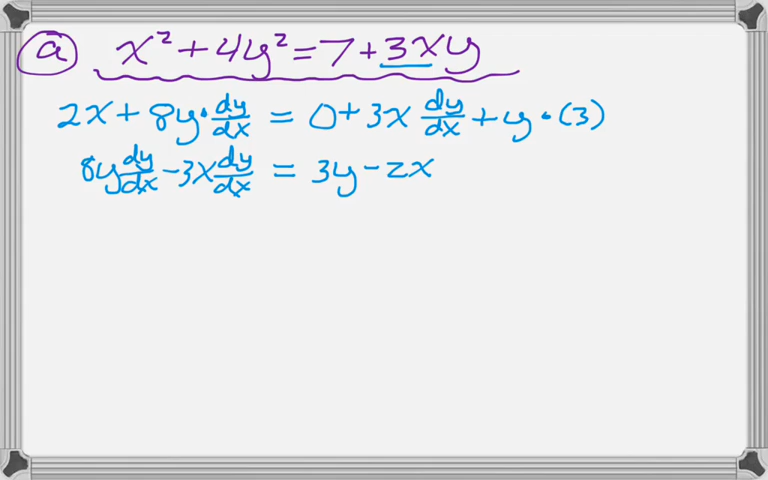 ⓐ x² + 4y² = 7 + 3xy
2x + 8y · dy/dx = 0 + 3x dy/dx + y · (3)
8y dy/dx - 3x dy/dx = 3y - 2x